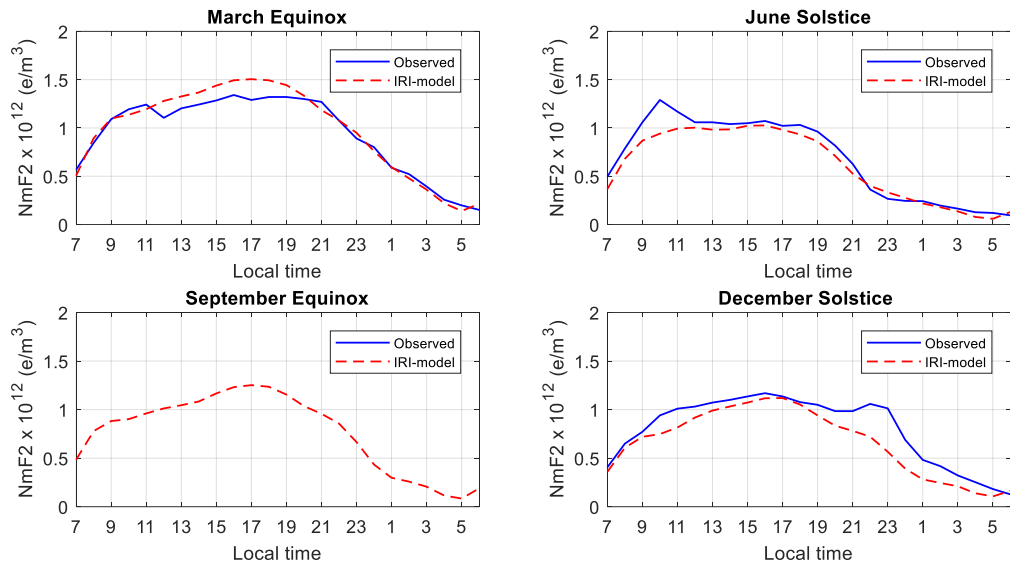 March Equinox
NmF2 x 10^12 (e/m^3)
2
1.5
1
0.5
0
Observed
IRI-model
7 9 11 13 15 17 19 21 23 1 3 5
Local time
June Solstice
NmF2 x 10^12 (e/m^3)
2
1.5
1
0.5
0
Observed
IRI-model
7 9 11 13 15 17 19 21 23 1 3 5
Local time
September Equinox
NmF2 x 10^12 (e/m^3)
2
1.5
1
0.5
0
Observed
IRI-model
7 9 11 13 15 17 19 21 23 1 3 5
Local time
December Solstice
NmF2 x 10^12 (e/m^3)
2
1.5
1
0.5
0
Observed
IRI-model
7 9 11 13 15 17 19 21 23 1 3 5
Local time